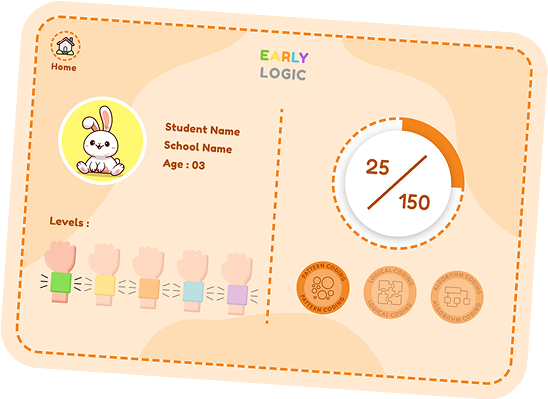 Home
EARLY
LOGIC
Student Name
School Name
Age : 03
Levels :
25
150
PATTERN CODING
PATTERN CODING
LOGICAL CODING
LOGICAL CODING
ALGORITHM CODING
ALGORITHM CODING